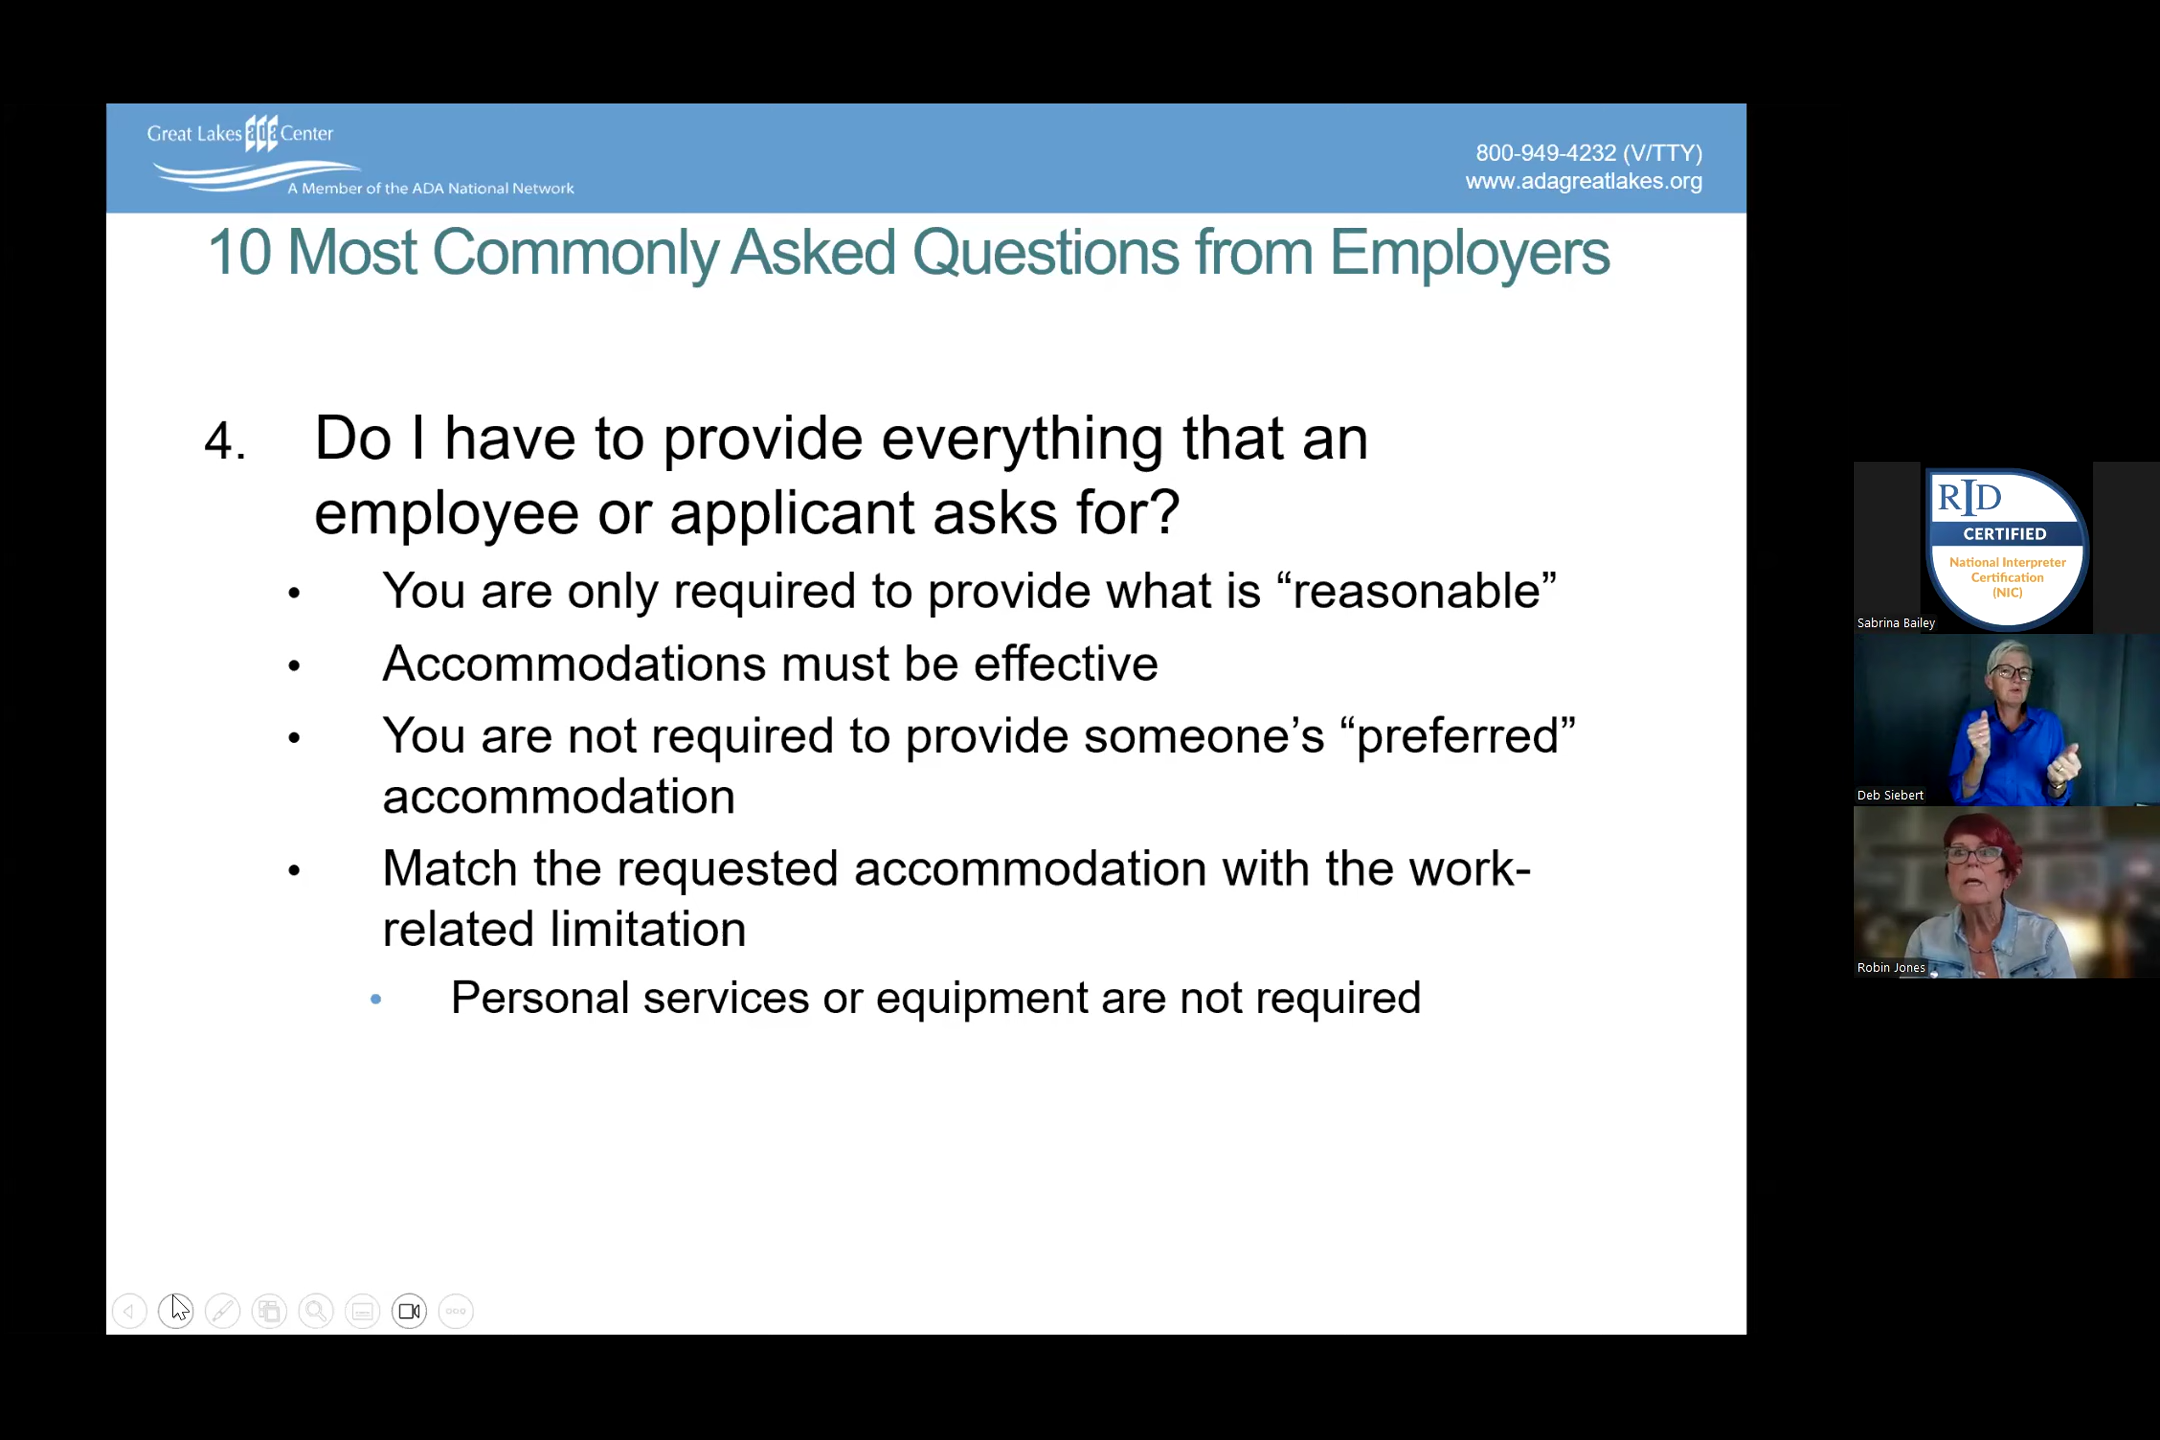 Great Lakes ada Center
A Member of the ADA National Network
800-949-4232 (V/TTY)
www.adagreatlakes.org
10 Most Commonly Asked Questions from Employers
4. Do I have to provide everything that an
employee or applicant asks for?
• You are only required to provide what is “reasonable”
• Accommodations must be effective
• You are not required to provide someone’s “preferred”
accommodation
• Match the requested accommodation with the work-
related limitation
• Personal services or equipment are not required
RID
CERTIFIED
National Interpreter
Certification
(NIC)
Sabrina Bailey
Deb Siebert
Robin Jones